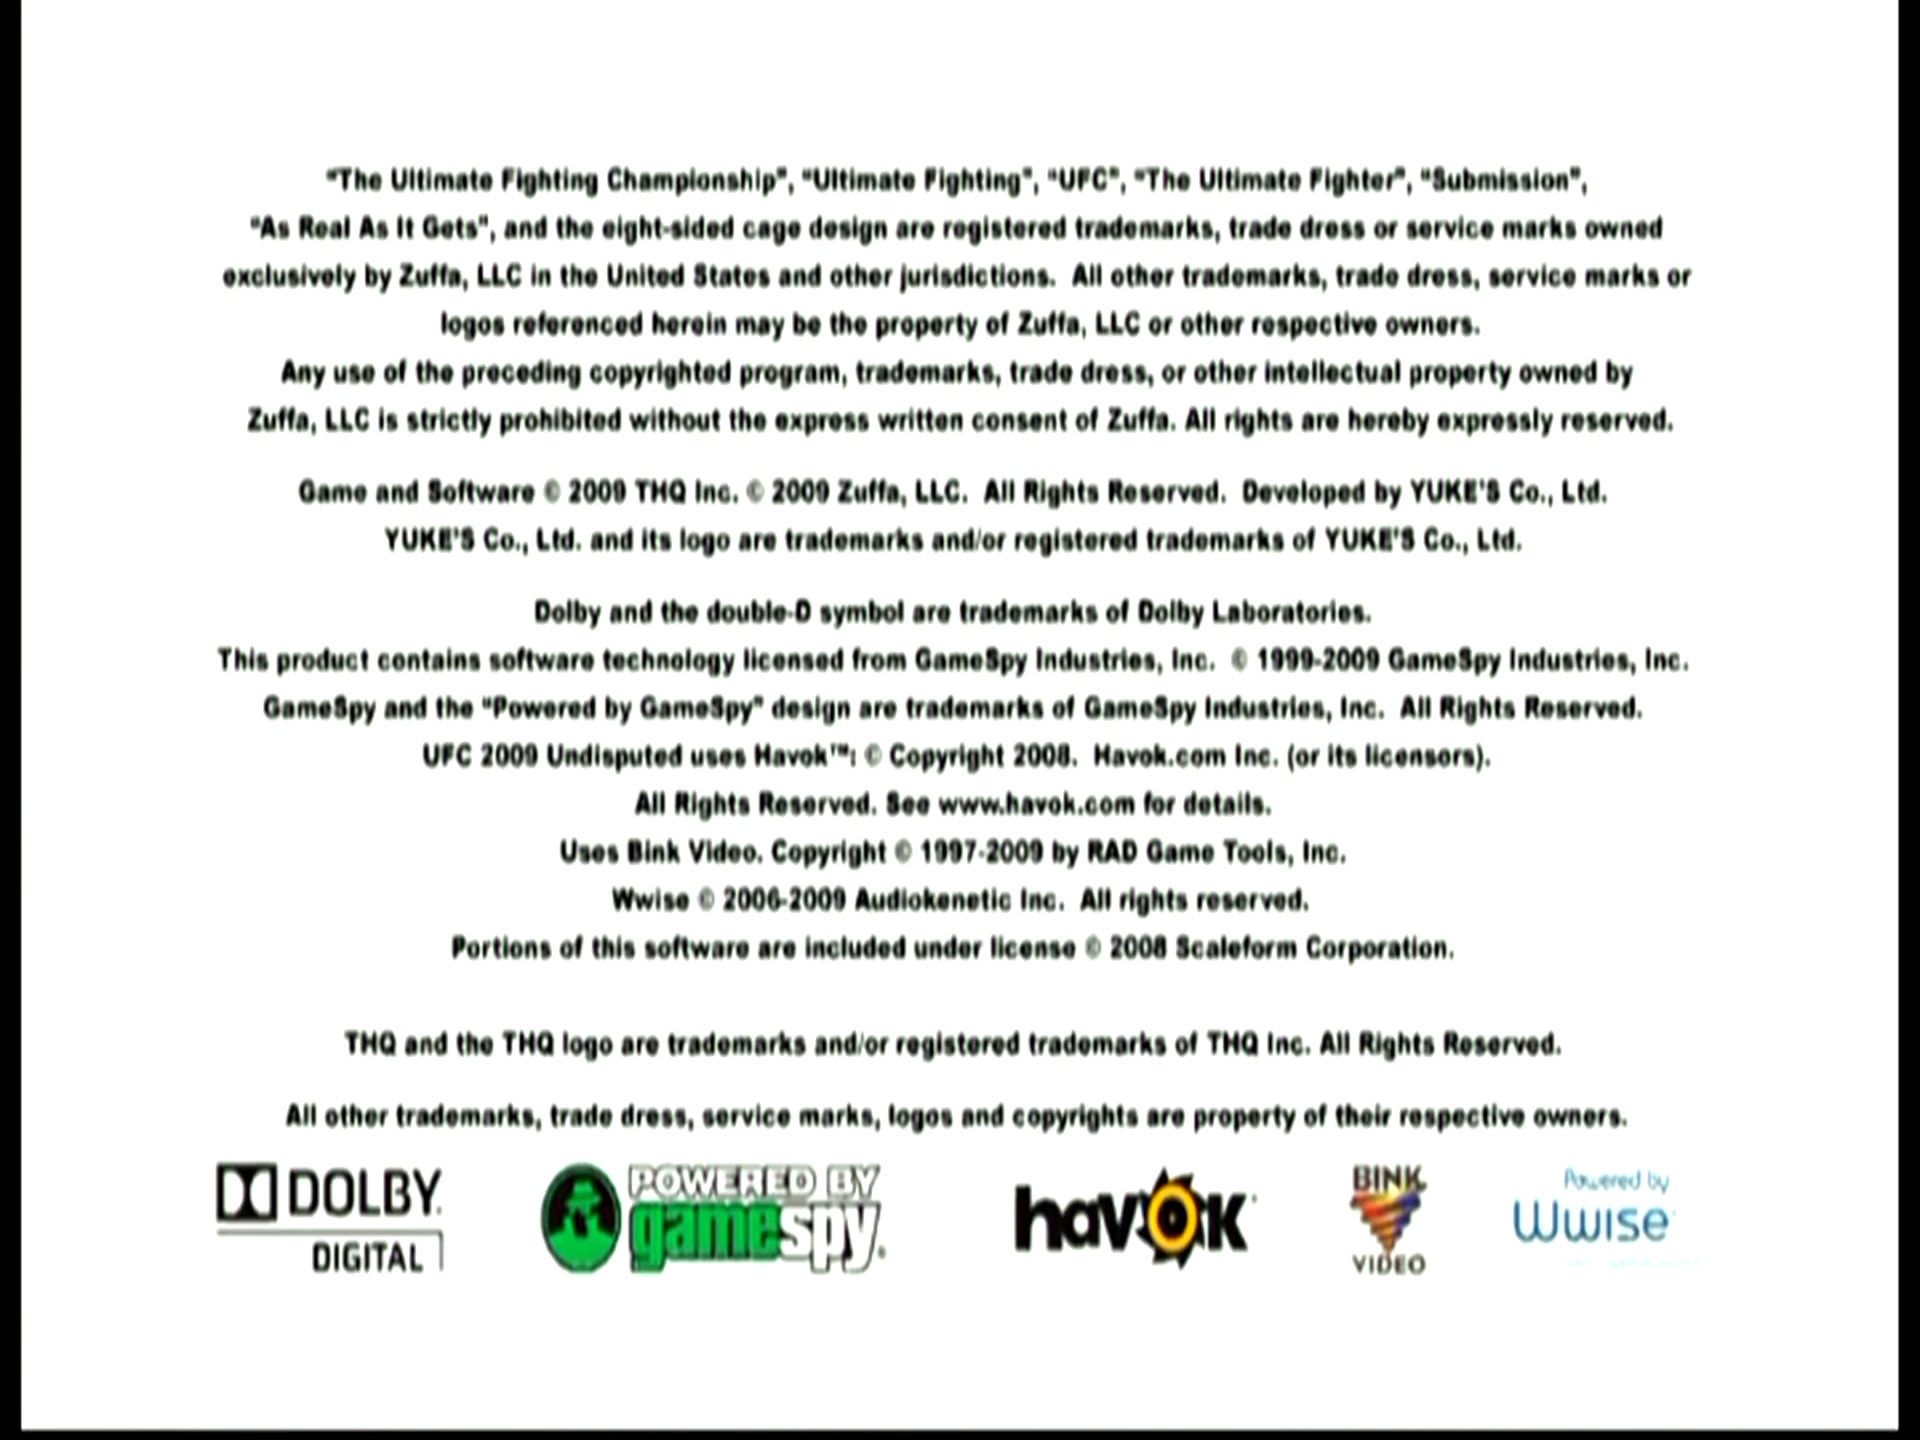 “The Ultimate Fighting Championship”, “Ultimate Fighting”, “UFC”, “The Ultimate Fighter”, “Submission”,
“As Real As It Gets”, and the eight-sided cage design are registered trademarks, trade dress or service marks owned
exclusively by Zuffa, LLC in the United States and other jurisdictions. All other trademarks, trade dress, service marks or
logos referenced herein may be the property of Zuffa, LLC or other respective owners.
Any use of the preceding copyrighted program, trademarks, trade dress, or other intellectual property owned by
Zuffa, LLC is strictly prohibited without the express written consent of Zuffa. All rights are hereby expressly reserved.
Game and Software © 2009 THQ Inc. © 2009 Zuffa, LLC. All Rights Reserved. Developed by YUKE'S Co., Ltd.
YUKE'S Co., Ltd. and its logo are trademarks and/or registered trademarks of YUKE'S Co., Ltd.
Dolby and the double-D symbol are trademarks of Dolby Laboratories.
This product contains software technology licensed from GameSpy Industries, Inc. © 1999-2009 GameSpy Industries, Inc.
GameSpy and the “Powered by GameSpy” design are trademarks of GameSpy Industries, Inc. All Rights Reserved.
UFC 2009 Undisputed uses Havok™: © Copyright 2008. Havok.com Inc. (or its licensors).
All Rights Reserved. See www.havok.com for details.
Uses Bink Video. Copyright © 1997-2009 by RAD Game Tools, Inc.
Wwise © 2006-2009 Audiokenetic Inc. All rights reserved.
Portions of this software are included under license © 2008 Scaleform Corporation.
THQ and the THQ logo are trademarks and/or registered trademarks of THQ Inc. All Rights Reserved.
All other trademarks, trade dress, service marks, logos and copyrights are property of their respective owners.
DOLBY
DIGITAL
POWERED BY
gamespy
havok
BINK
VIDEO
Powered by
Wwise